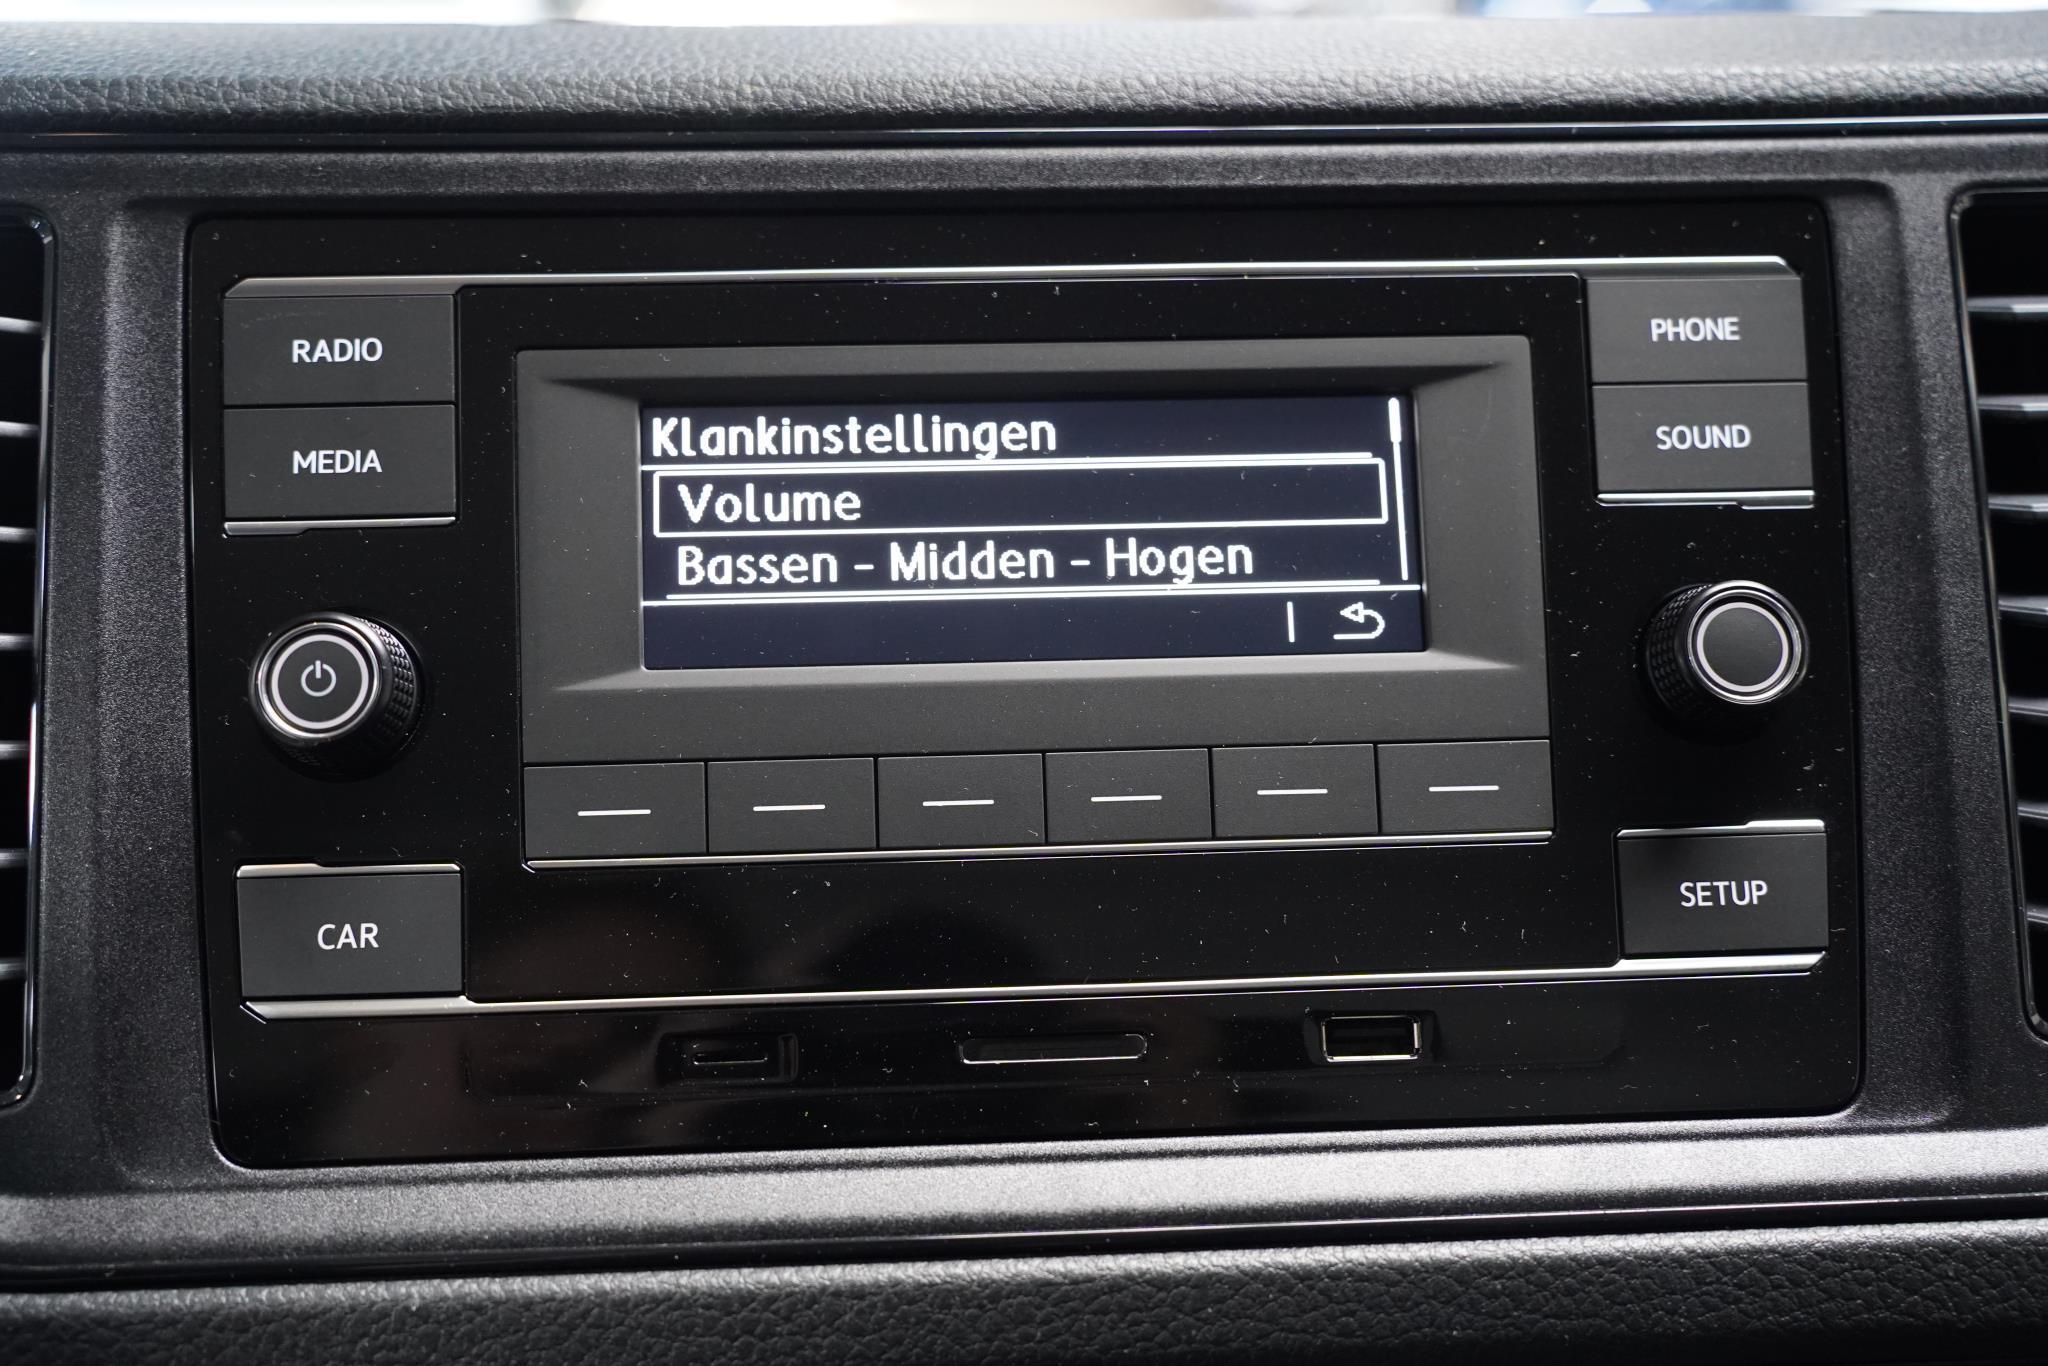 RADIO
MEDIA
PHONE
SOUND
Klankinstellingen
Volume
Bassen - Midden - Hogen
CAR
SETUP